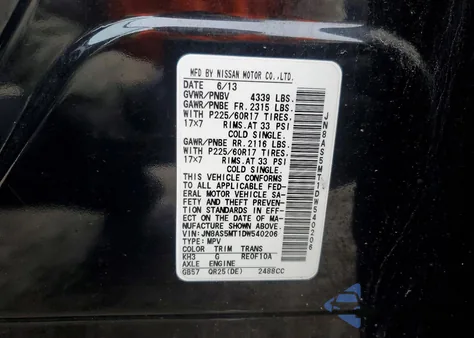 MFD BY NISSAN MOTOR CO.,LTD.
DATE 6/13
GVWR/PNBV 4339 LBS.
GAWR/PNBE FR. 2315 LBS.
WITH P225/60R17 TIRES.
17×7 RIMS.AT 33 PSI
COLD SINGLE.
GAWR/PNBE RR. 2116 LBS.
WITH P225/60R17 TIRES.
17×7 RIMS.AT 33 PSI
COLD SINGLE.
THIS VEHICLE CONFORMS
TO ALL APPLICABLE FED-
ERAL MOTOR VEHICLE SA-
FETY AND THEFT PREVEN-
TION STANDARDS IN EFF-
ECT ON THE DATE OF MA-
NUFACTURE SHOWN ABOVE.
VIN:JN8AS5MT1DW540206
TYPE:MPV
COLOR TRIM TRANS
KH3 G RE0F10A
AXLE ENGINE
GB57 QR25(DE) 2488CC
JN8AS5MT1DW540206